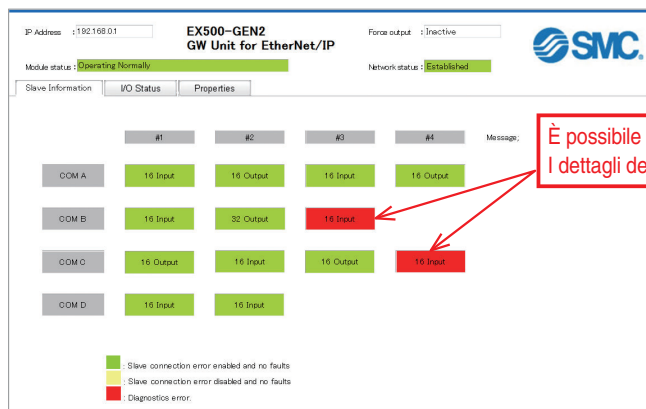 IP Address : 192.168.0.1
EX500-GEN2
GW Unit for EtherNet/IP
Force output : Inactive
SMC.
Module status : Operating Normally
Network status : Established
Slave Information I/O Status Properties
#1 #2 #3 #4 Message;
È possibile
I dettagli de
COM A 16 Input 16 Output 16 Input 16 Output
COM B 16 Input 32 Output 16 Input
COM C 16 Output 16 Input 16 Output 16 Input
COM D 16 Input 16 Input
: Slave connection error enabled and no faults
: Slave connection error disabled and no faults
: Diagnostics error.